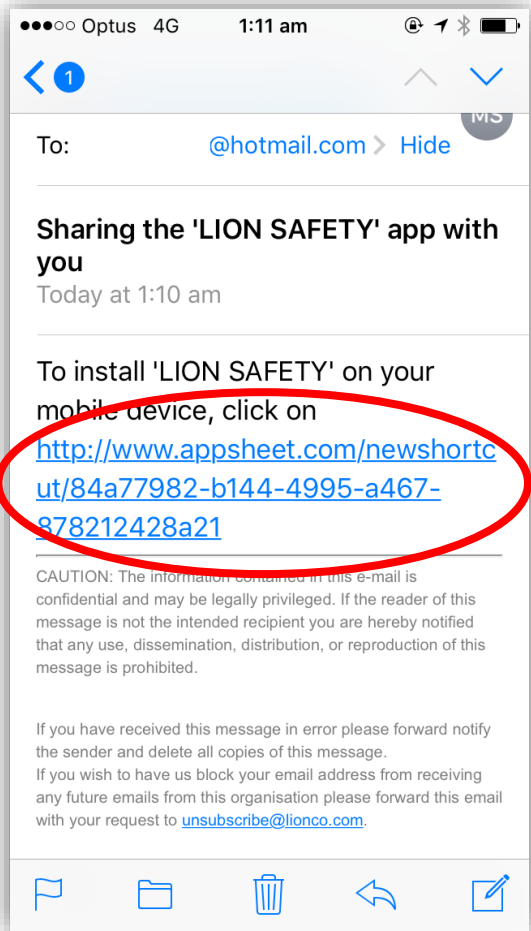 Optus 4G 1:11 am
1
MS
To: @hotmail.com Hide
Sharing the 'LION SAFETY' app with
you
Today at 1:10 am
To install 'LION SAFETY' on your
mobile device, click on
http://www.appsheet.com/newshortc
ut/84a77982-b144-4995-a467-
878212428a21
CAUTION: The information contained in this e-mail is
confidential and may be legally privileged. If the reader of this
message is not the intended recipient you are hereby notified
that any use, dissemination, distribution, or reproduction of this
message is prohibited.
If you have received this message in error please forward notify
the sender and delete all copies of this message.
If you wish to have us block your email address from receiving
any future emails from this organisation please forward this email
with your request to unsubscribe@lionco.com.